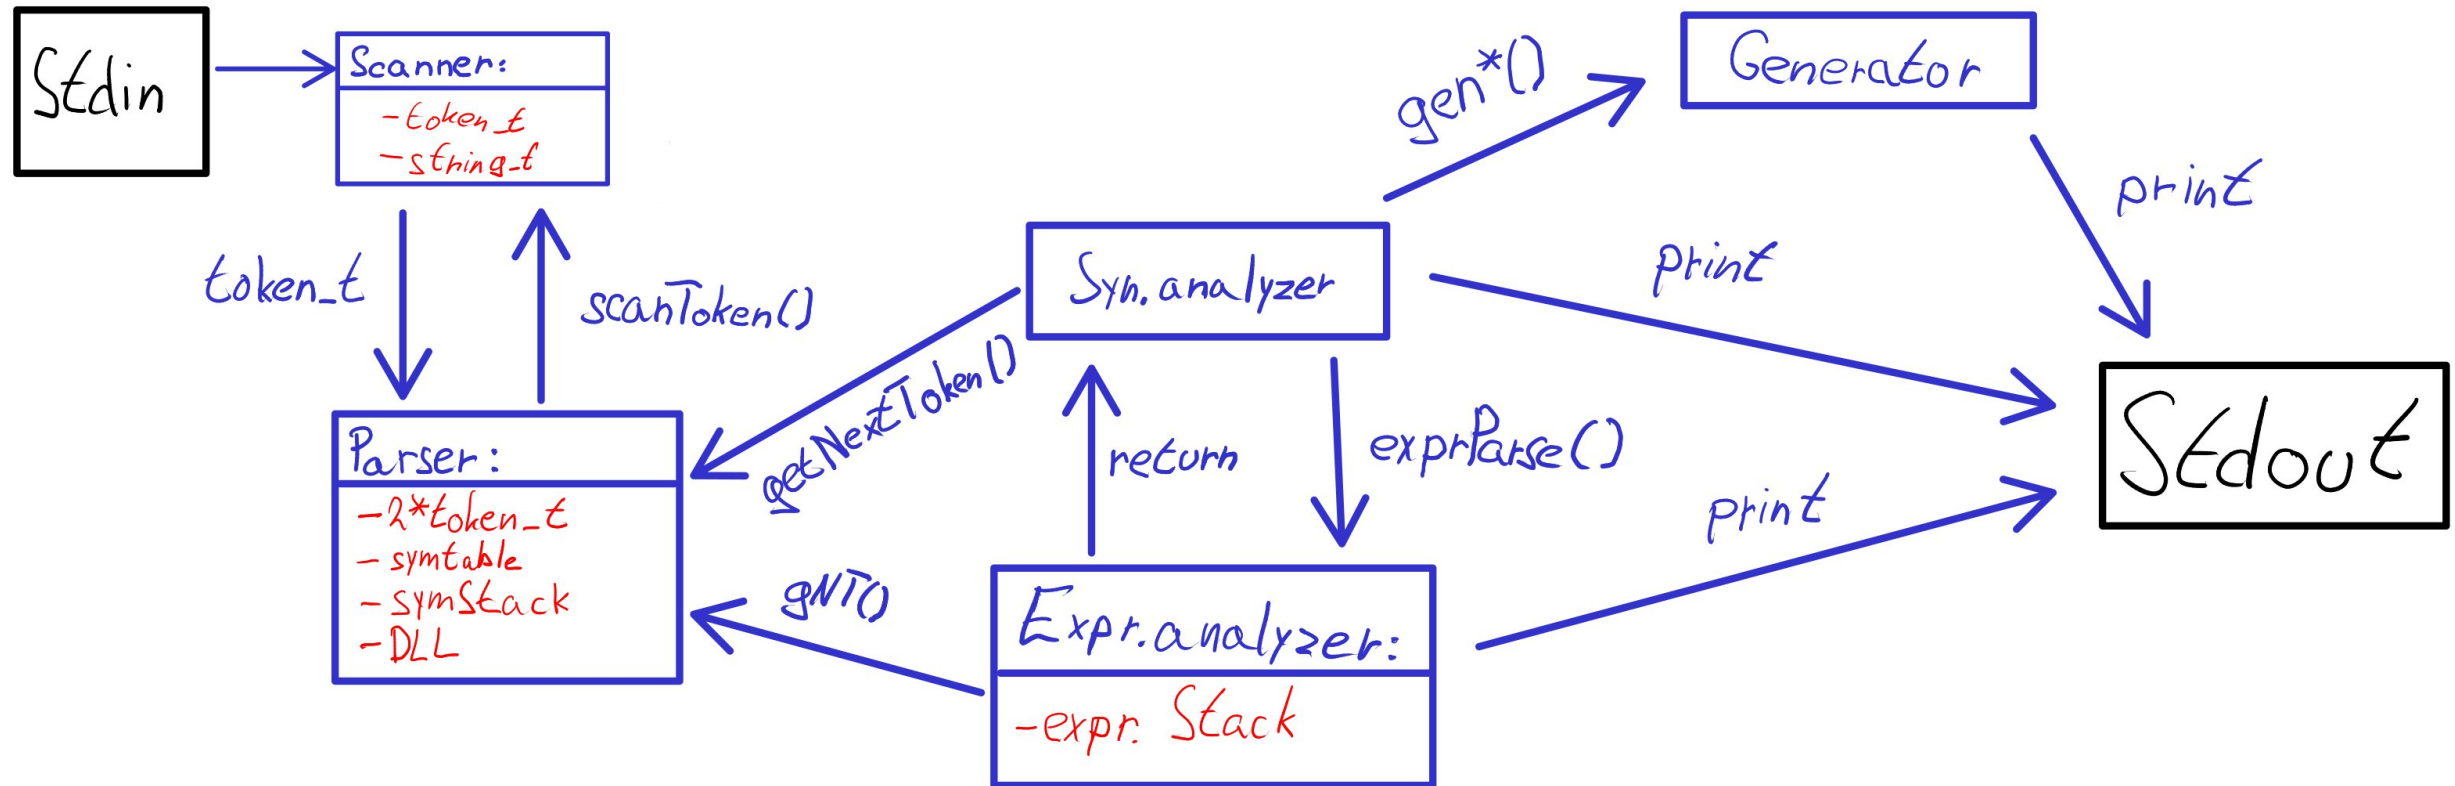 Stdin
Scanner:
-token_t
-string_t
token_t
scanToken()
Parser:
-2*token_t
-symtable
-symStack
-DLL
getNextToken()
gNT()
Syn.analyzer
return
exprParse()
Expr.analyzer:
-expr. Stack
gen*()
Generator
print
print
print
Stdout